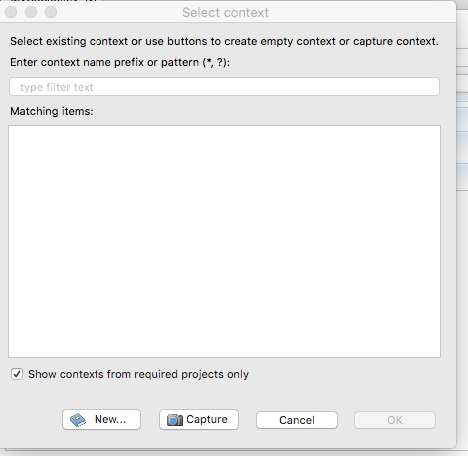 Select context
Select existing context or use buttons to create empty context or capture context.
Enter context name prefix or pattern (*, ?):
type filter text
Matching items:
Show contexts from required projects only
New... Capture Cancel OK